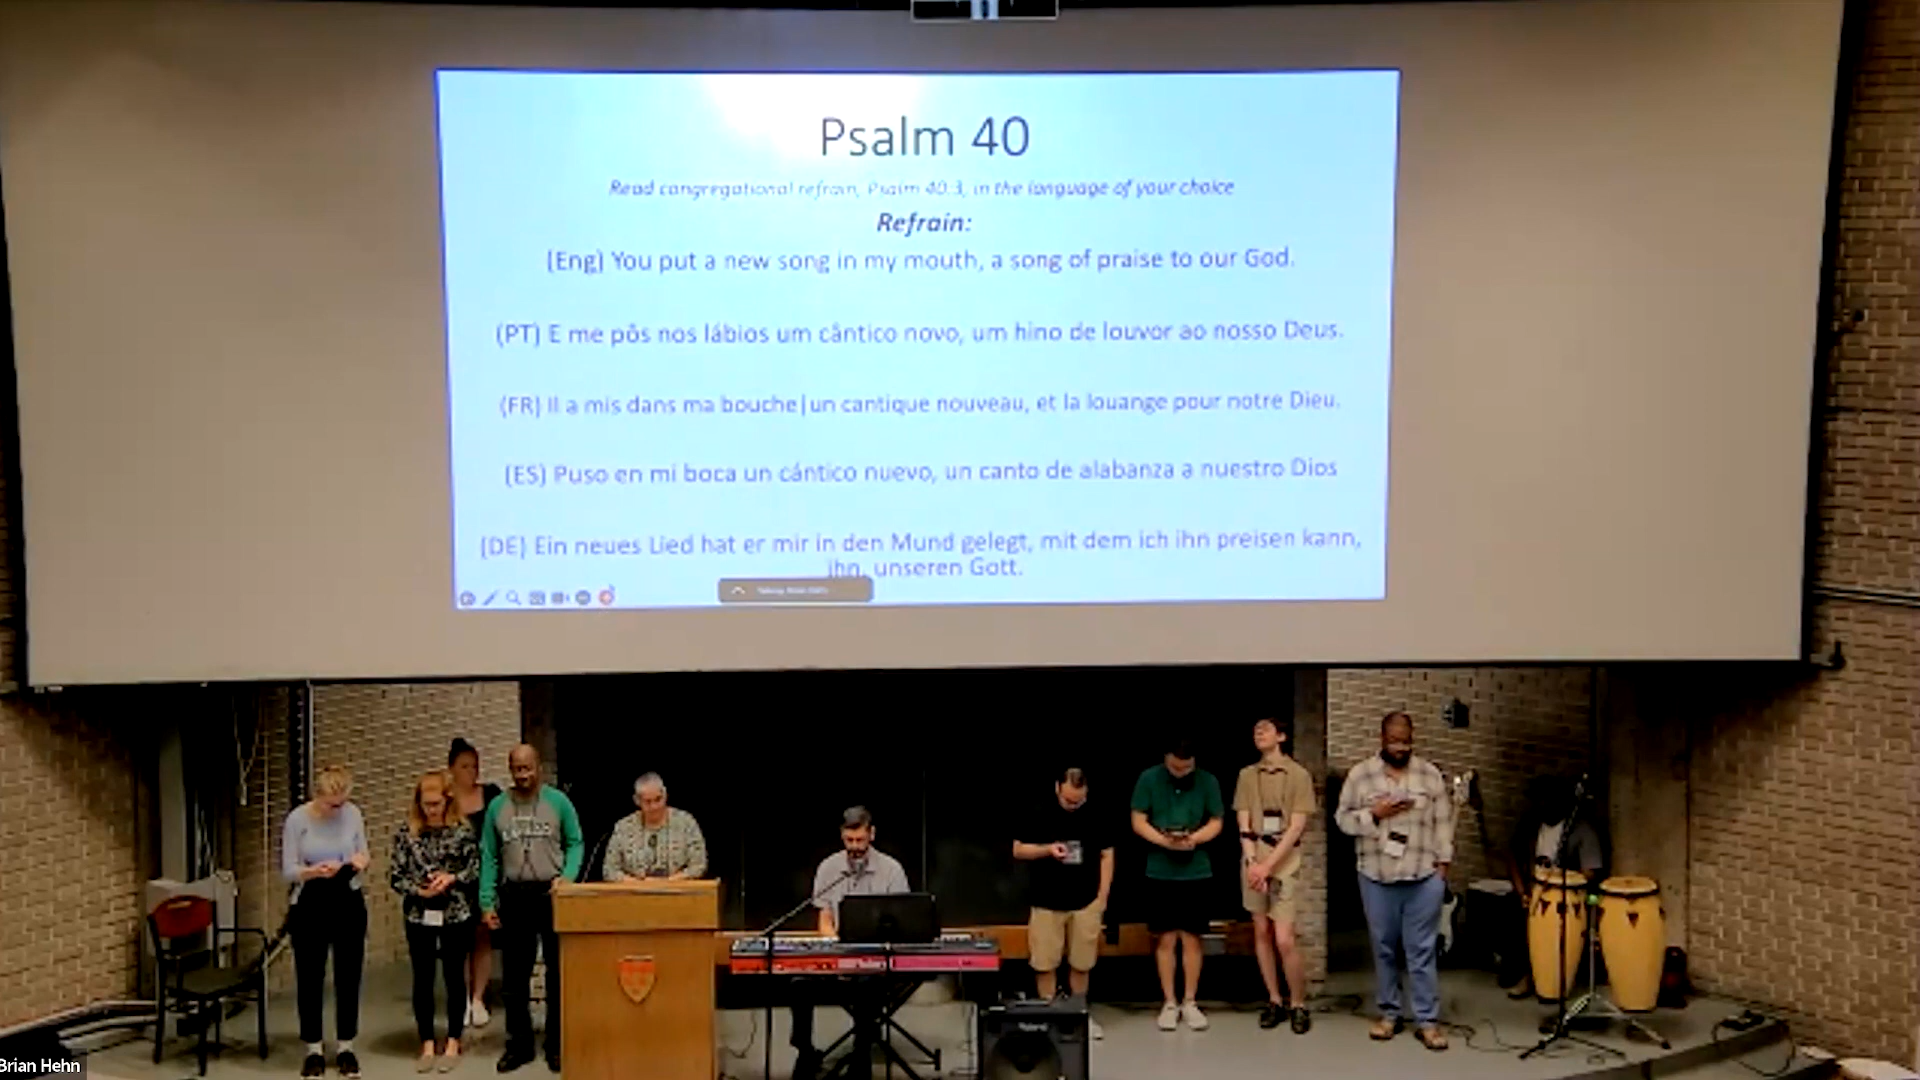 Psalm 40
Read congregational refrain, Psalm 40:3, in the language of your choice
Refrain:
(Eng) You put a new song in my mouth, a song of praise to our God.
(PT) E me pôs nos lábios um cântico novo, um hino de louvor ao nosso Deus.
(FR) Il a mis dans ma bouche|un cantique nouveau, et la louange pour notre Dieu.
(ES) Puso en mi boca un cántico nuevo, un canto de alabanza a nuestro Dios
(DE) Ein neues Lied hat er mir in den Mund gelegt, mit dem ich ihn preisen kann,
ihn, unseren Gott.
Roland
Brian Hehn